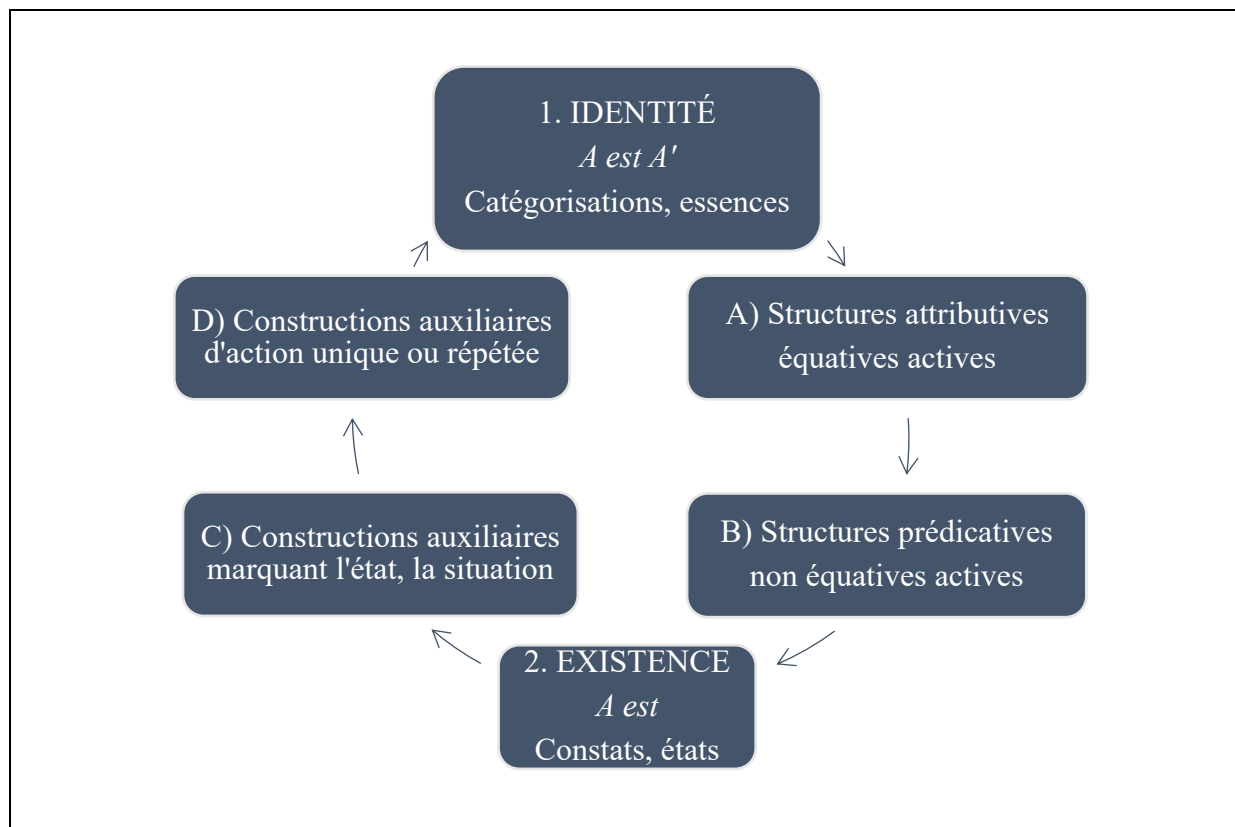 1. IDENTITÉ
A est A'
Catégorisations, essences
D) Constructions auxiliaires
d'action unique ou répétée
A) Structures attributives
équatives actives
C) Constructions auxiliaires
marquant l'état, la situation
B) Structures prédicatives
non équatives actives
2. EXISTENCE
A est
Constats, états